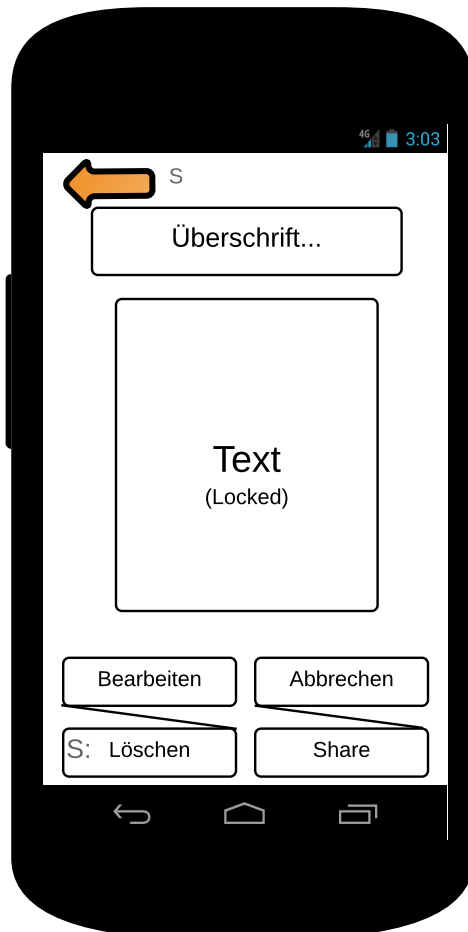 4G 3:03
S
Überschrift...
Text
(Locked)
Bearbeiten Abbrechen
S: Löschen Share